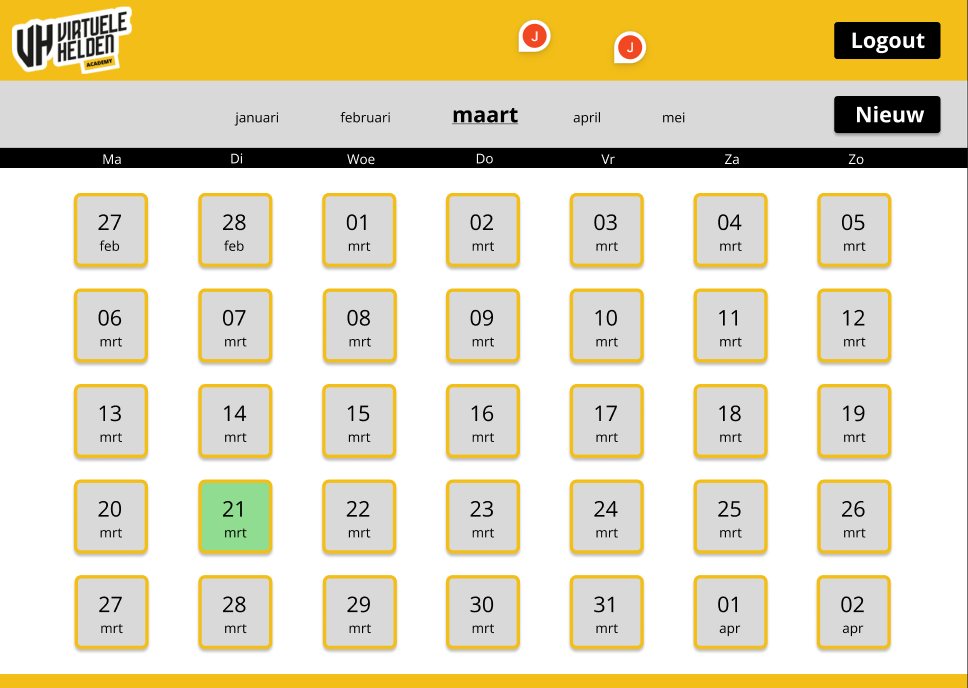 VIRTUELE
VH HELDEN
ACADEMY
J
J
Logout
januari februari maart april mei
Nieuw
Ma Di Woe Do Vr Za Zo
27 28 01 02 03 04 05
feb feb mrt mrt mrt mrt mrt
06 07 08 09 10 11 12
mrt mrt mrt mrt mrt mrt mrt
13 14 15 16 17 18 19
mrt mrt mrt mrt mrt mrt mrt
20 21 22 23 24 25 26
mrt mrt mrt mrt mrt mrt mrt
27 28 29 30 31 01 02
mrt mrt mrt mrt mrt apr apr